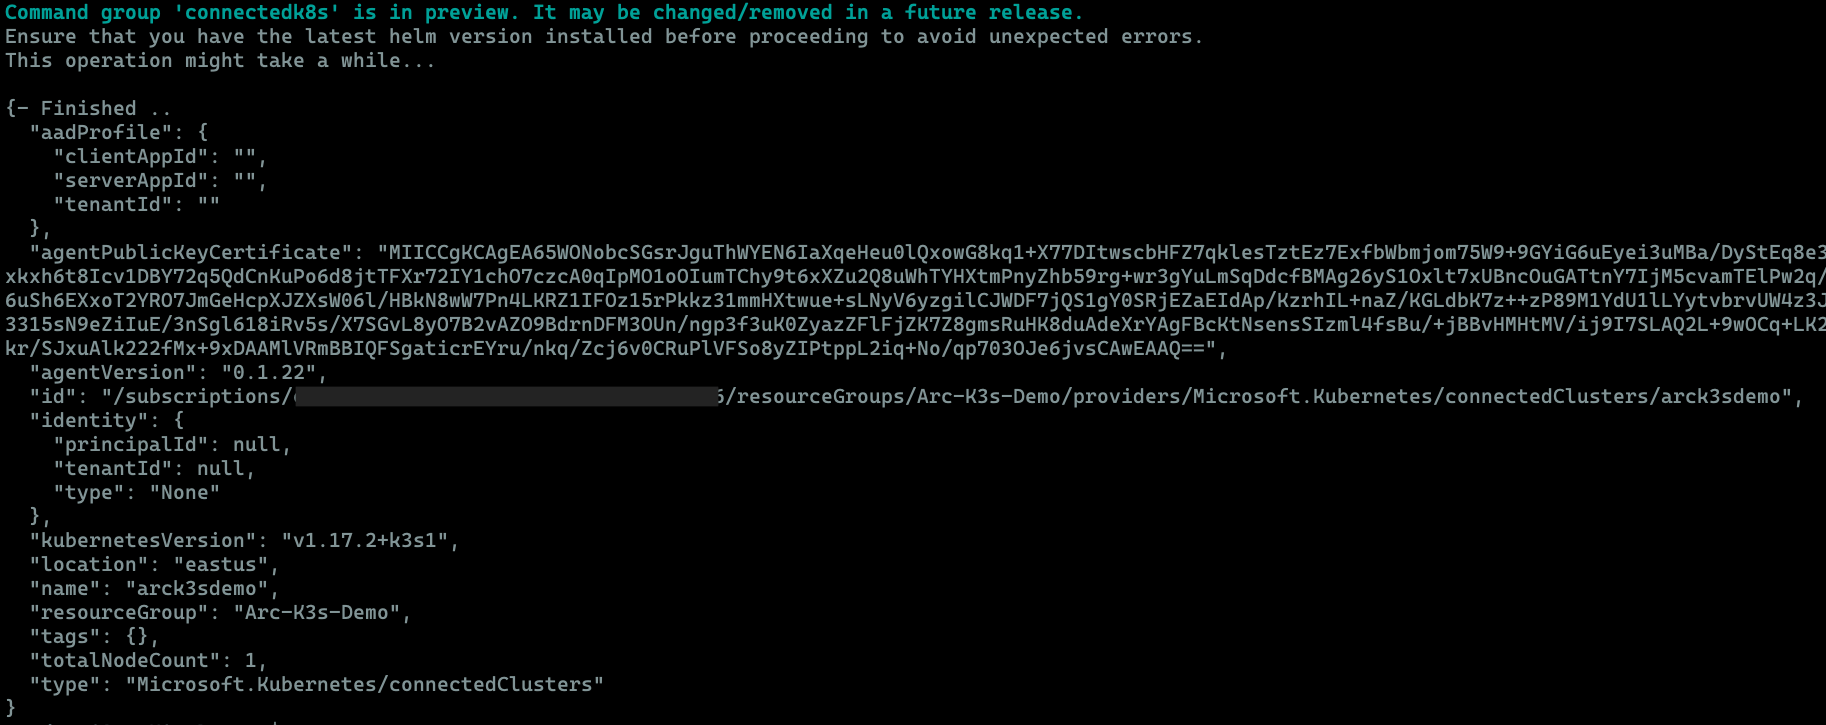 Command group 'connectedk8s' is in preview. It may be changed/removed in a future release.
Ensure that you have the latest helm version installed before proceeding to avoid unexpected errors.
This operation might take a while...
{- Finished ..
"aadProfile": {
"clientAppId": "",
"serverAppId": "",
"tenantId": ""
},
"agentPublicKeyCertificate": "MIICCgKCAgEA65WONobcSGsrJguThWYEN6IaXqeHeu0lQxowG8kq1+X77DItwscbHFZ7qklesTztEz7ExfbWbmjom75W9+9GYiG6uEyei3uMBa/DyStEq8e3
xkxh6t8Icv1DBY72q5QdCnKuPo6d8jtTFXr72IY1chO7czcA0qIpMO1oOIumTChy9t6xXZu2Q8uWhTYHXtmPnyZhb59rg+wr3gYuLmSqDdcfBMAg26yS1Oxlt7xUBncOuGATtnY7IjM5cvamTElPw2q/
6uSh6EXxoT2YRO7JmGeHcpXJZXsW06l/HBkN8wW7Pn4LKRZ1IFOz15rPkkz31mmHXtwue+sLNyV6yzgilCJWDF7jQS1gY0SRjEZaEIdAp/KzrhIL+naZ/KGLdbK7z++zP89M1YdU1lLYytvbrvUW4z3J
3315sN9eZiIuE/3nSgl618iRv5s/X7SGvL8yO7B2vAZO9BdrnDFM3OUn/ngp3f3uK0ZyazZFlFjZK7Z8gmsRuHK8duAdeXrYAgFBcKtNsensSIzml4fsBu/+jBBvHMHtMV/ij9I7SLAQ2L+9wOCq+LK2
kr/SJxuAlk222fMx+9xDAAMlVRmBBIQFSgaticrEYru/nkq/Zcj6v0CRuPlVFSo8yZIPtppL2iq+No/qp703OJe6jvsCAwEAAQ==",
"agentVersion": "0.1.22",
"id": "/subscriptions/ 6/resourceGroups/Arc-K3s-Demo/providers/Microsoft.Kubernetes/connectedClusters/arck3sdemo",
"identity": {
"principalId": null,
"tenantId": null,
"type": "None"
},
"kubernetesVersion": "v1.17.2+k3s1",
"location": "eastus",
"name": "arck3sdemo",
"resourceGroup": "Arc-K3s-Demo",
"tags": {},
"totalNodeCount": 1,
"type": "Microsoft.Kubernetes/connectedClusters"
}